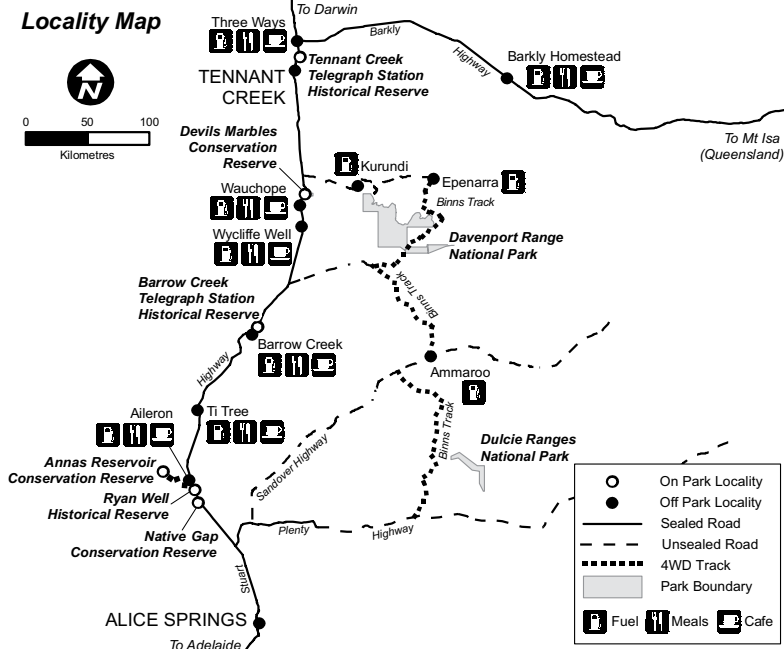 Locality Map
To Darwin
Three Ways
Barkly
Highway
Barkly Homestead
N
TENNANT
CREEK
Tennant Creek
Telegraph Station
Historical Reserve
0 50 100
Kilometres
To Mt Isa
(Queensland)
Devils Marbles
Conservation
Reserve
Kurundi
Epenarra
Wauchope
Binns Track
Wycliffe Well
Davenport Range
National Park
Barrow Creek
Telegraph Station
Historical Reserve
Binns Track
Barrow Creek
Highway
Ammaroo
Aileron
Ti Tree
Binns Track
Dulcie Ranges
National Park
Sandover Highway
Annas Reservoir
Conservation Reserve
Ryan Well
Historical Reserve
Native Gap
Conservation Reserve
Plenty
Highway
Stuart
ALICE SPRINGS
To Adelaide
On Park Locality
Off Park Locality
Sealed Road
Unsealed Road
4WD Track
Park Boundary
Fuel Meals Cafe